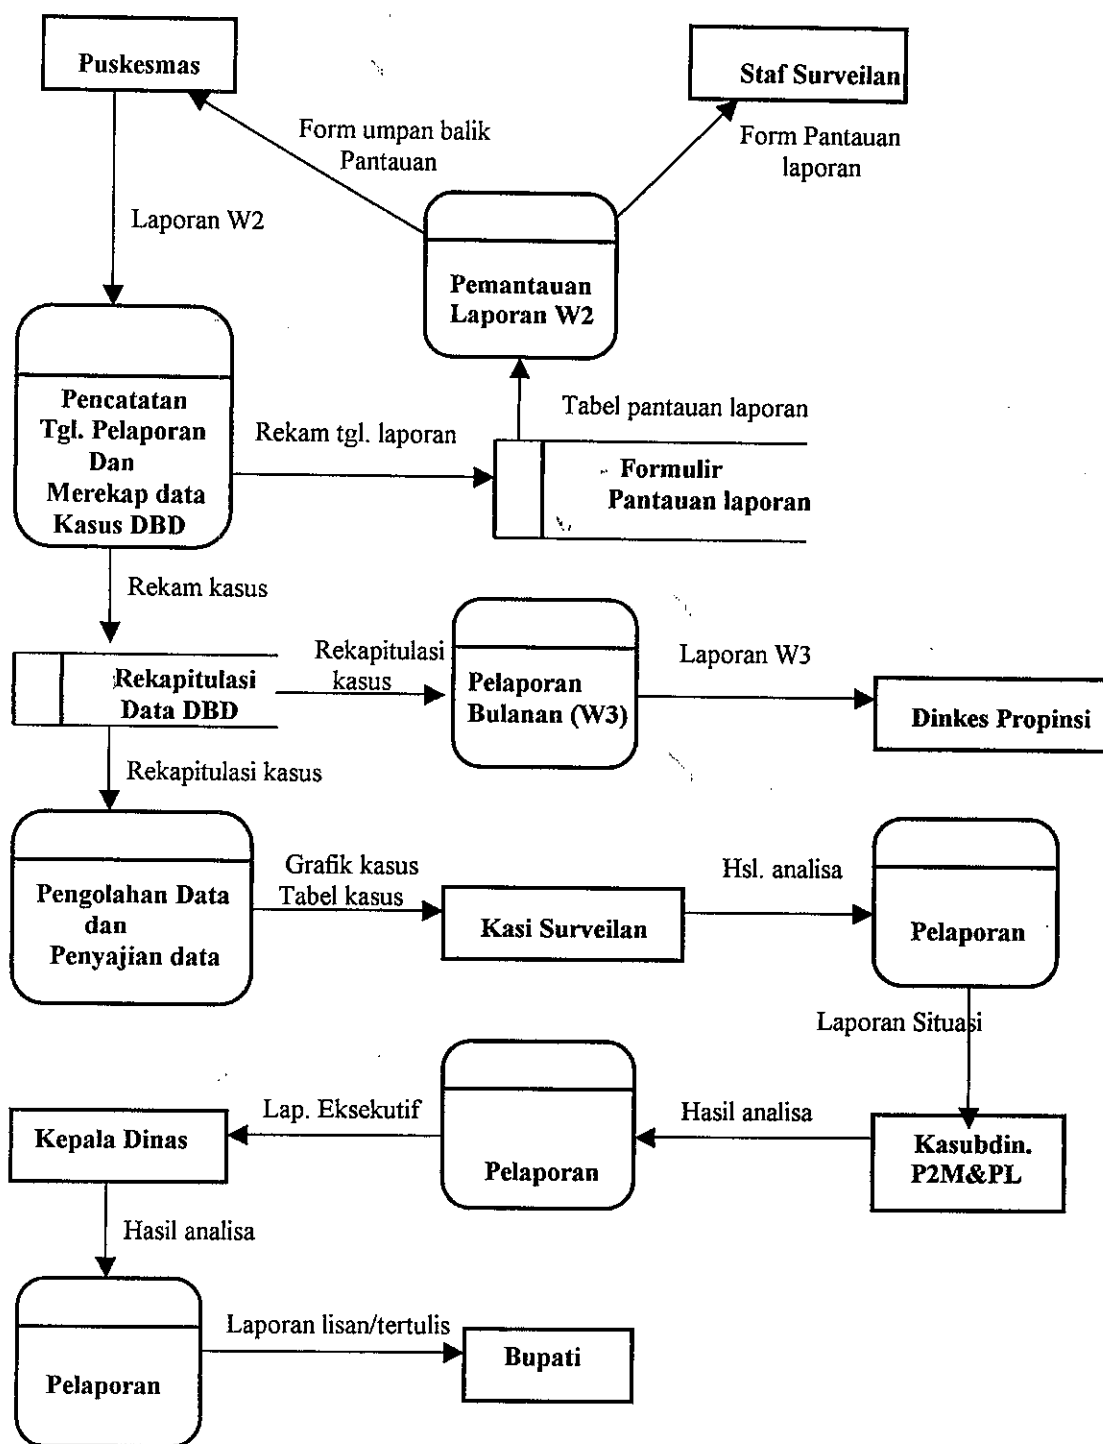 Puskesmas
Staf Surveilan
Form umpan balik
Pantauan
Form Pantauan
laporan
Laporan W2
Pemantauan
Laporan W2
Pencatatan
Tgl. Pelaporan
Dan
Merekap data
Kasus DBD
Rekam tgl. laporan
Tabel pantauan laporan
Formulir
Pantauan laporan
Rekam kasus
Rekapitulasi
Data DBD
Rekapitulasi
kasus
Pelaporan
Bulanan (W3)
Laporan W3
Dinkes Propinsi
Rekapitulasi kasus
Pengolahan Data
dan
Penyajian data
Grafik kasus
Tabel kasus
Kasi Surveilan
Hsl. analisa
Pelaporan
Laporan Situasi
Kasubdin.
P2M&PL
Hasil analisa
Pelaporan
Lap. Eksekutif
Kepala Dinas
Hasil analisa
Pelaporan
Laporan lisan/tertulis
Bupati